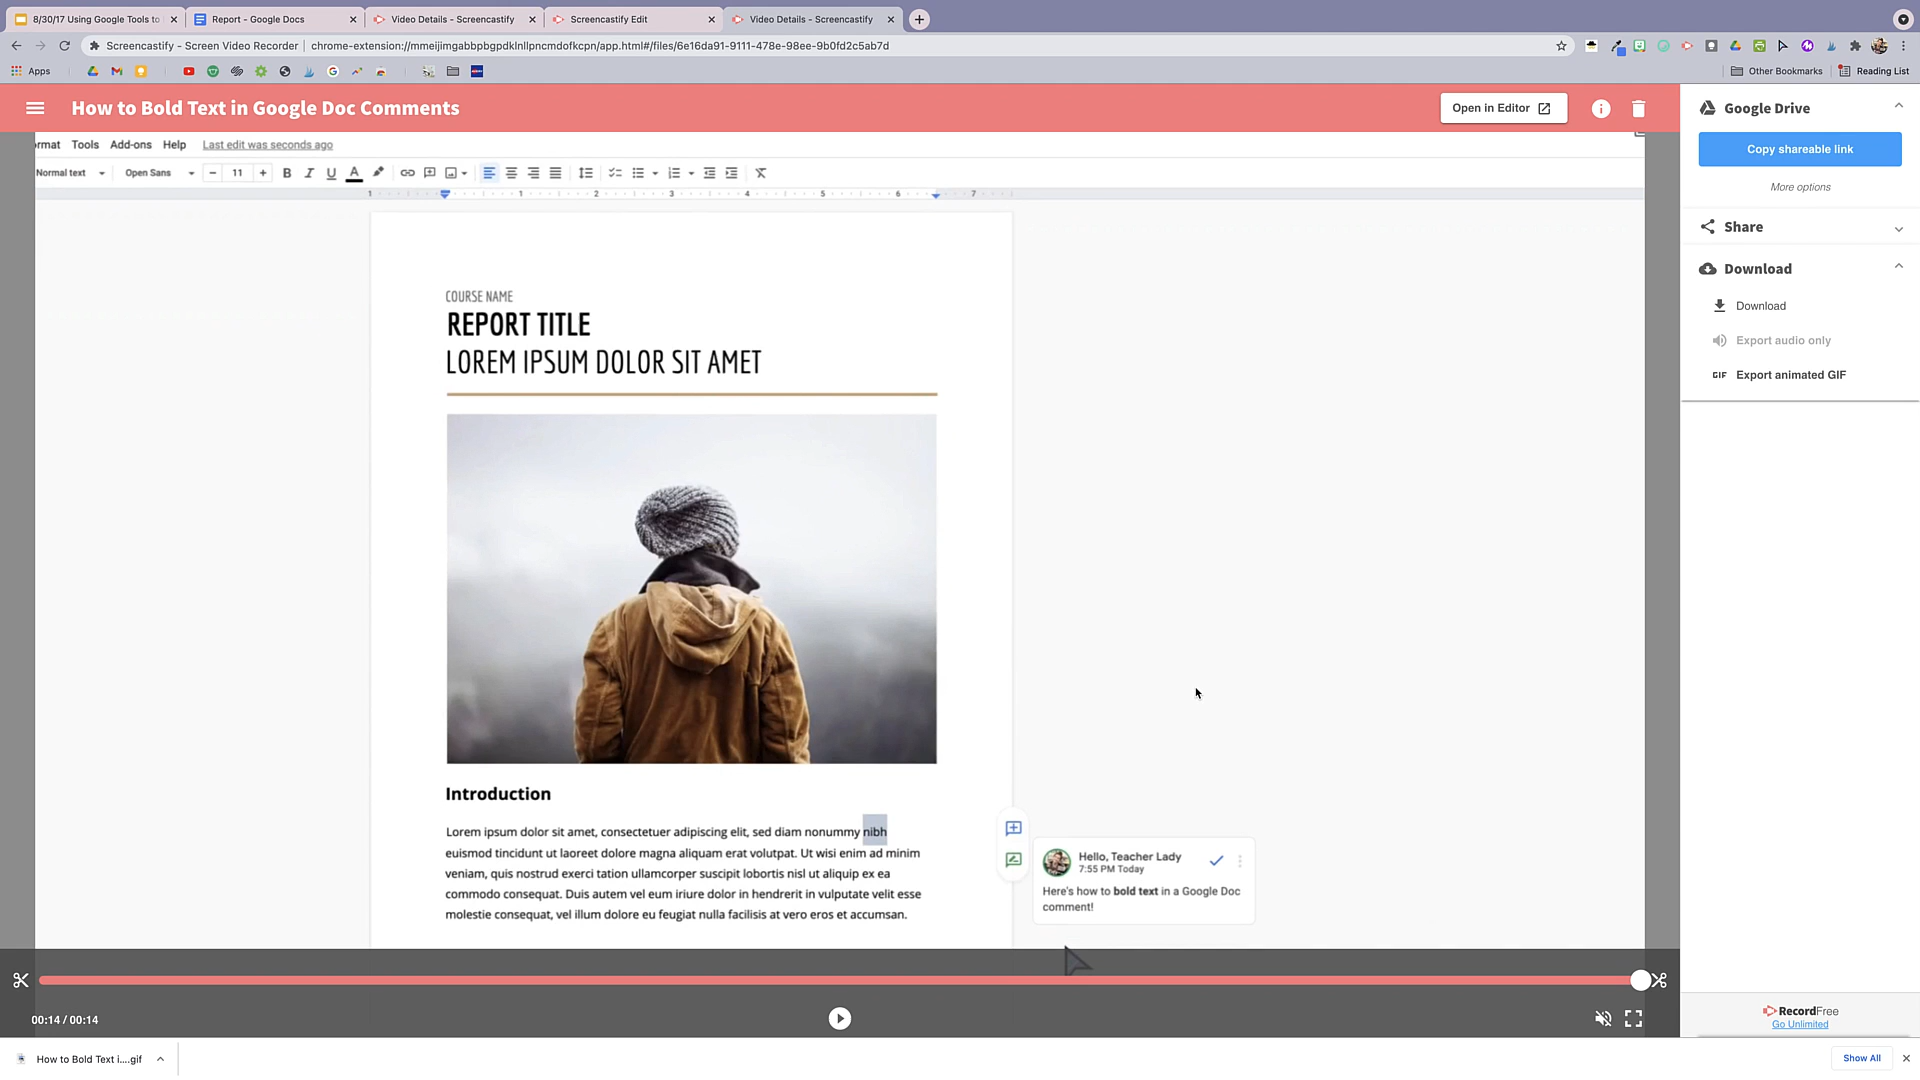 8/30/17 Using Google Tools to
Report - Google Docs
Video Details - Screencastify
Screencastify Edit
Video Details - Screencastify
Screencastify - Screen Video Recorder
chrome-extension://mmeijimgabbpbgpdklnllpncmdofkcpn/app.html#/files/6e16da91-9111-478e-98ee-9b0fd2c5ab7d
Apps
Other Bookmarks
Reading List
How to Bold Text in Google Doc Comments
Open in Editor
Google Drive
Copy shareable link
More options
Share
Download
Download
Export audio only
GIF Export animated GIF
ormat Tools Add-ons Help Last edit was seconds ago
Normal text Open Sans 11 B I U A
1 1 2 3 4 5 6 7
COURSE NAME
REPORT TITLE
LOREM IPSUM DOLOR SIT AMET
Introduction
Lorem ipsum dolor sit amet, consectetuer adipiscing elit, sed diam nonummy nibh
euismod tincidunt ut laoreet dolore magna aliquam erat volutpat. Ut wisi enim ad minim
veniam, quis nostrud exerci tation ullamcorper suscipit lobortis nisl ut aliquip ex ea
commodo consequat. Duis autem vel eum iriure dolor in hendrerit in vulputate velit esse
molestie consequat, vel illum dolore eu feugiat nulla facilisis at vero eros et accumsan.
Hello, Teacher Lady
7:55 PM Today
Here's how to bold text in a Google Doc
comment!
00:14 / 00:14
RecordFree
Go Unlimited
How to Bold Text i....gif
Show All